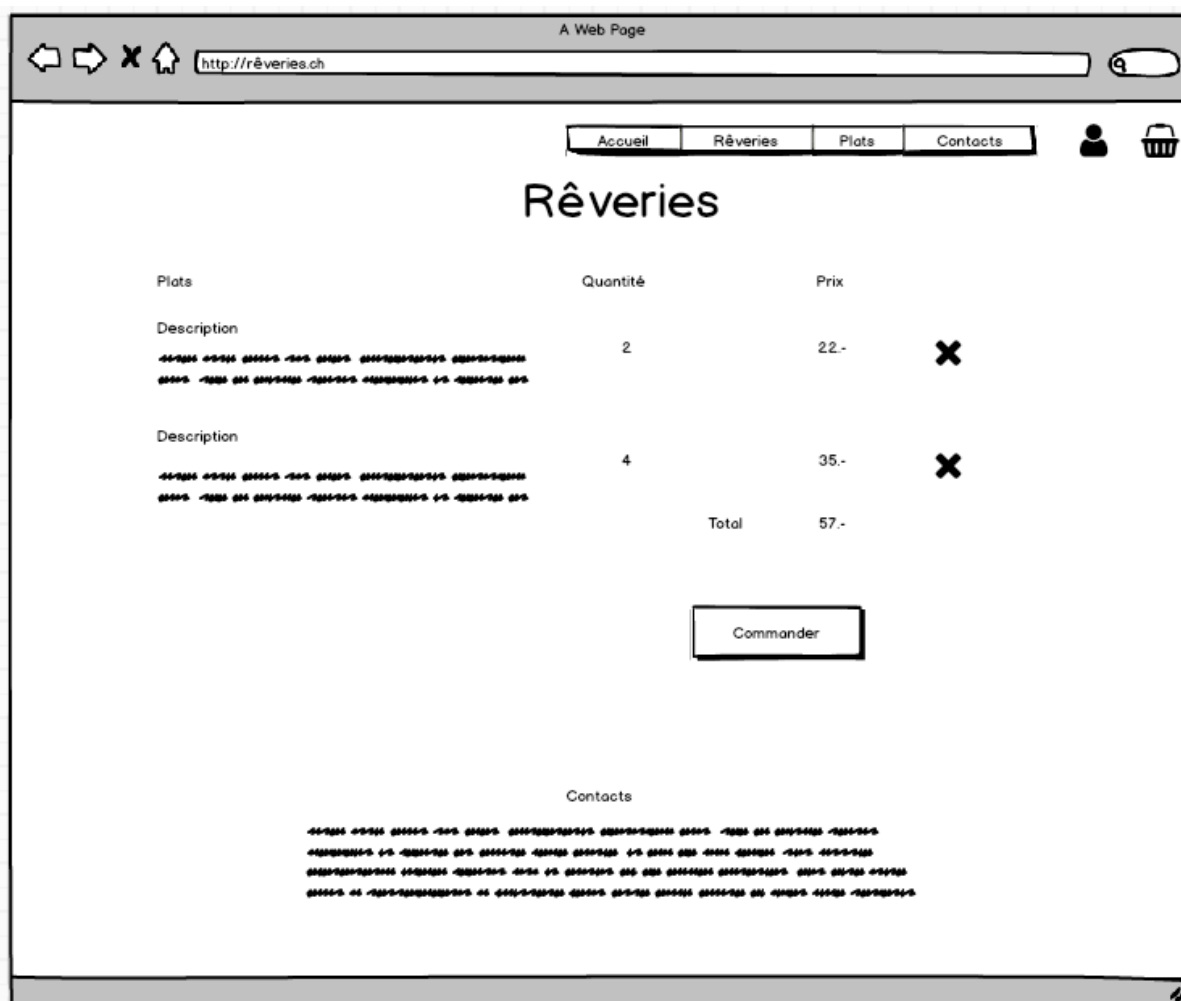 A Web Page
http://rêveries.ch
Accueil Rêveries Plats Contacts
Rêveries
Plats Quantité Prix
Description
2 22.-
Description
4 35.-
Total 57.-
Commander
Contacts